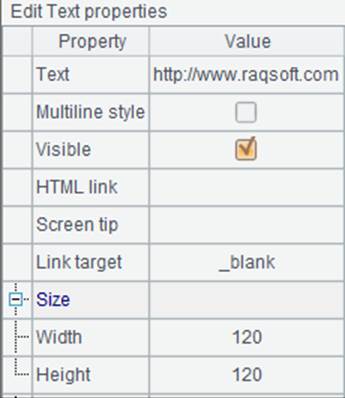 Edit Text properties
Property Value
Text http://www.raqsoft.com
Multiline style
Visible
HTML link
Screen tip
Link target _blank
Size
Width 120
Height 120